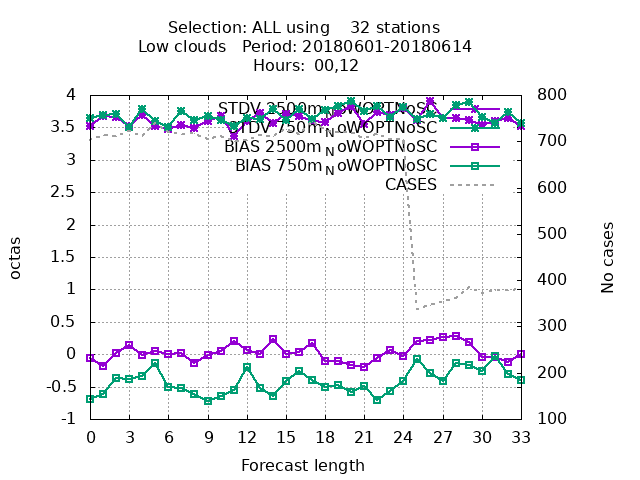 Selection: ALL using 32 stations
Low clouds Period: 20180601-20180614
Hours: 00,12
STDV 2500m_NoWOPTNoSC
STDV 750m_NoWOPTNoSC
BIAS 2500m_NoWOPTNoSC
BIAS 750m_NoWOPTNoSC
CASES
4
3.5
3
2.5
2
1.5
1
0.5
0
-0.5
-1
octas
800
700
600
500
400
300
200
100
No cases
0 3 6 9 12 15 18 21 24 27 30 33
Forecast length